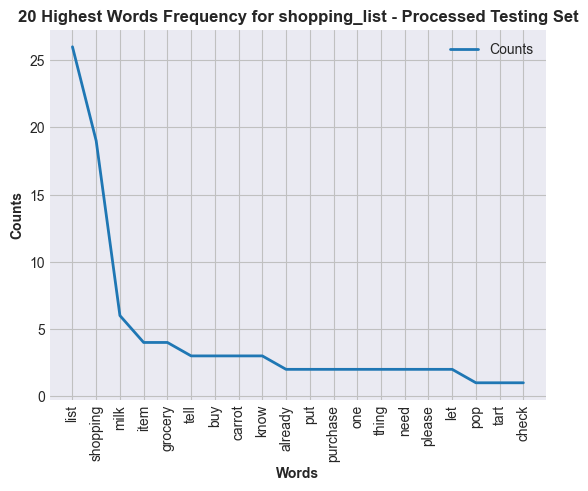 20 Highest Words Frequency for shopping_list - Processed Testing Set
Counts
Counts
25
20
15
10
5
0
list
shopping
milk
item
grocery
tell
buy
carrot
know
already
put
purchase
one
thing
need
please
let
pop
tart
check
Words